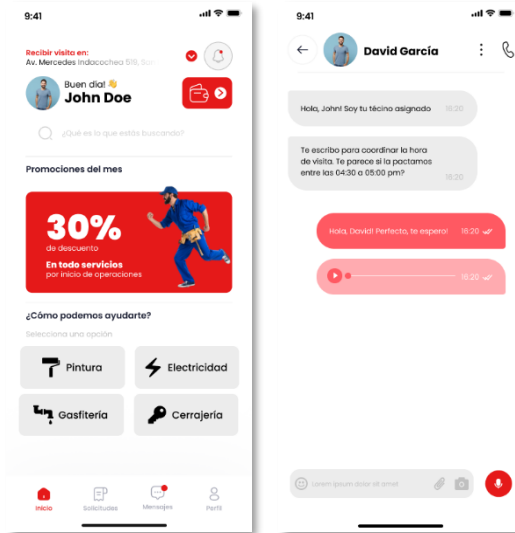 9:41
Recibir visita en:
Av. Mercedes Indacochea 619,
Buen dia! 👋
John Doe
¿Qué es lo que estás buscando?
Promociones del mes
30%
de descuento
En todo servicios
por inicio de operaciones
¿Cómo podemos ayudarte?
Selecciona una opción
Pintura
Electricidad
Gasfitería
Cerrajería
Inicio
Solicitudes
Mensajes
Perfil
9:41
David García
Hola, John! Soy tu técino asignado 16:20
Te escribo para coordinar la hora
de visita. Te parece si la pactamos
entre las 04:30 a 05:00 pm?
16:20
Hola, David! Perfecto, te espero! 16:20
16:20
Lorem ipsum dolor sit amet